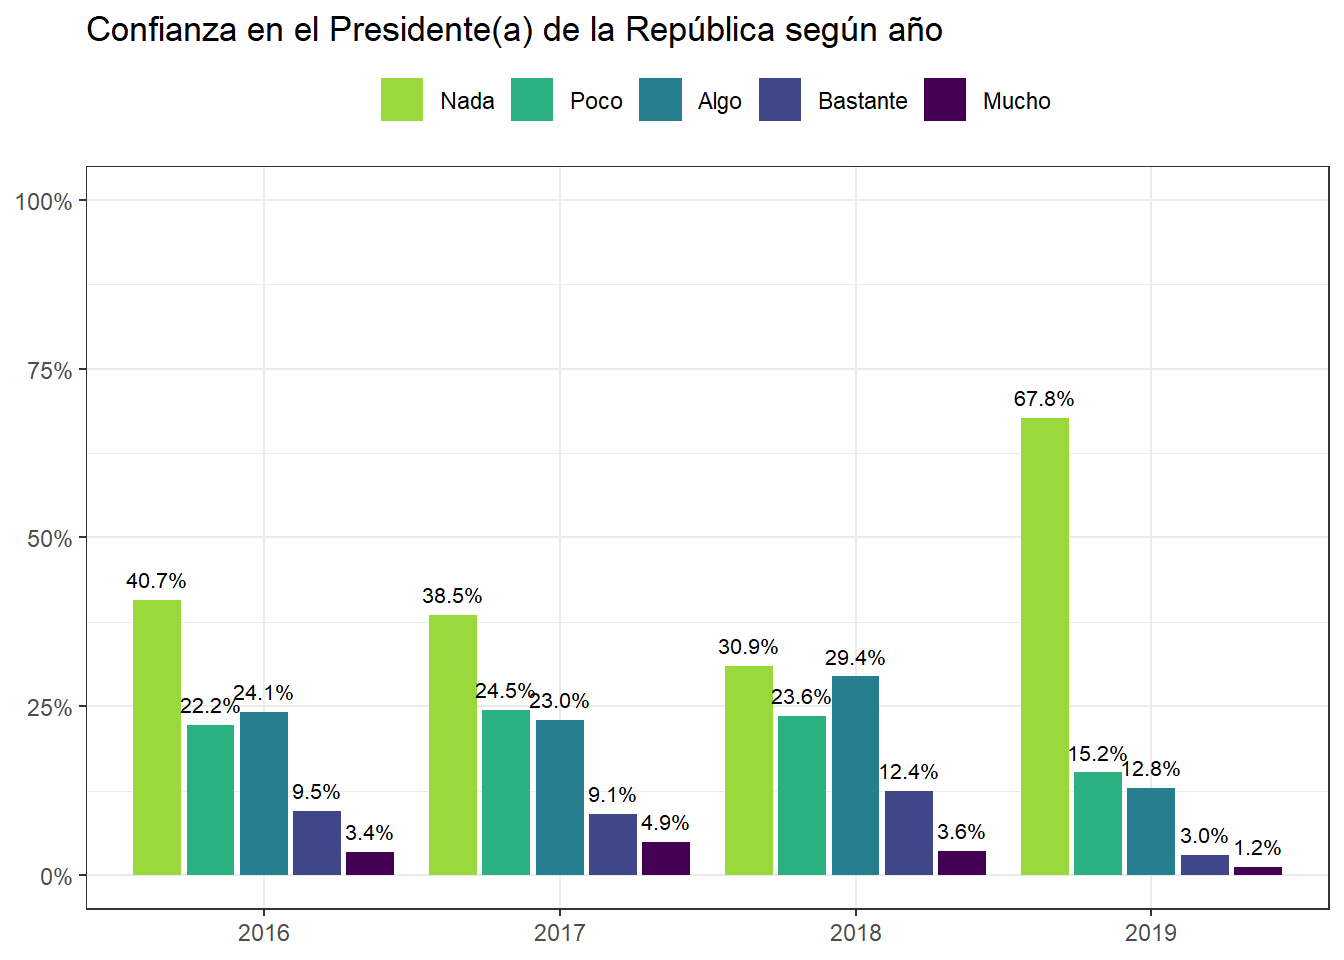 Confianza en el Presidente(a) de la República según año
Nada Poco Algo Bastante Mucho
100%
75%
50%
25%
0%
40.7% 22.2% 24.1% 9.5% 3.4%
38.5% 24.5% 23.0% 9.1% 4.9%
30.9% 23.6% 29.4% 12.4% 3.6%
67.8% 15.2% 12.8% 3.0% 1.2%
2016 2017 2018 2019